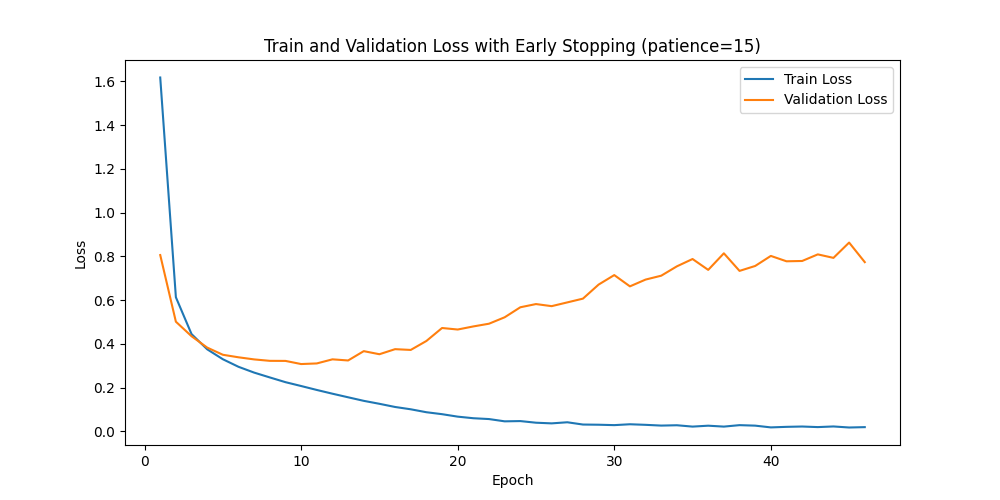 Train and Validation Loss with Early Stopping (patience=15)
Train Loss
Validation Loss
Loss
1.6
1.4
1.2
1.0
0.8
0.6
0.4
0.2
0.0
0 10 20 30 40
Epoch